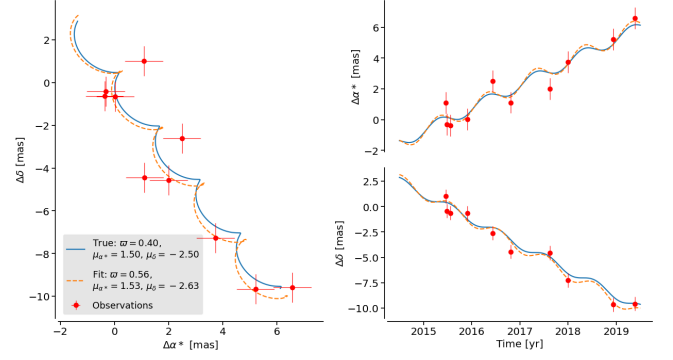 2
0
−2
−4
−6
−8
−10
Δδ [mas]
−2
0
2
4
6
Δα∗ [mas]
True: ϖ = 0.40,
μα∗ = 1.50, μδ = −2.50
Fit: ϖ = 0.56,
μα∗ = 1.53, μδ = −2.63
Observations
6
4
2
0
−2
Δα∗ [mas]
2.5
0.0
−2.5
−5.0
−7.5
−10.0
Δδ [mas]
2015
2016
2017
2018
2019
Time [yr]